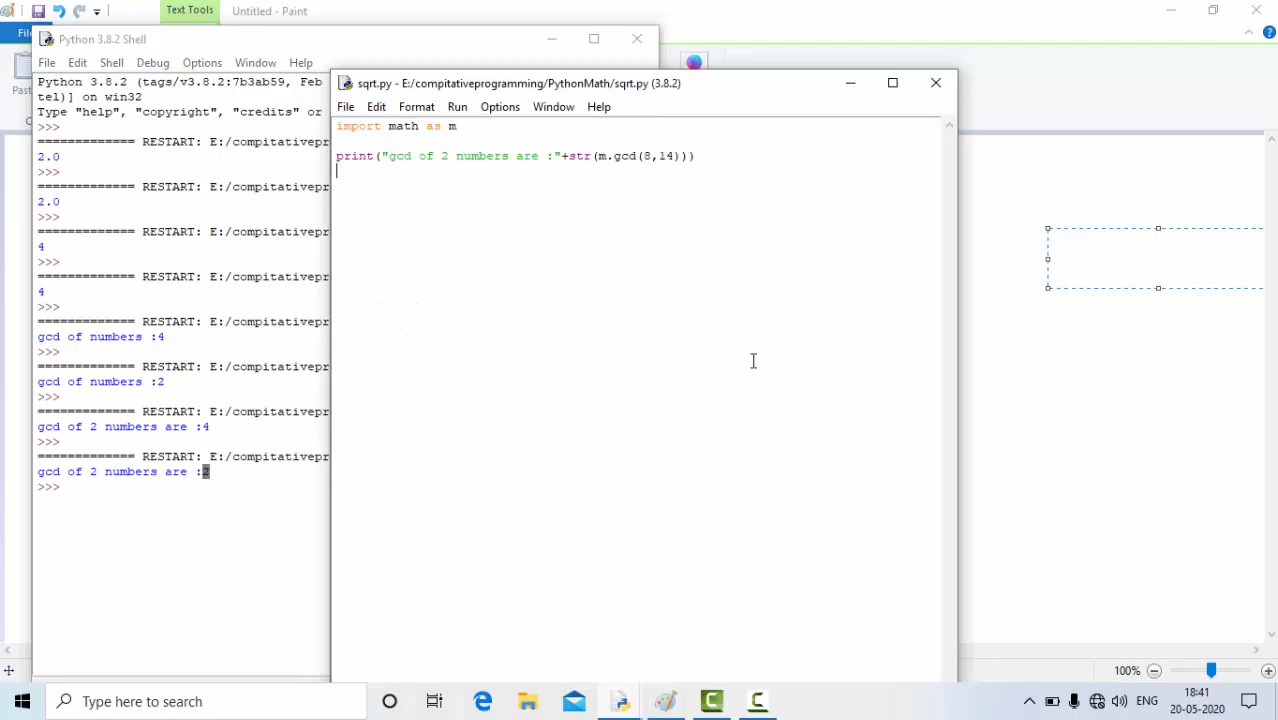 Text Tools
Untitled - Paint
Fil
Past
Python 3.8.2 Shell
File Edit Shell Debug Options Window Help
Python 3.8.2 (tags/v3.8.2:7b3ab59, Feb
tel)] on win32
Type "help", "copyright", "credits" or
>>>
============= RESTART: E:/compitativepr
2.0
>>>
============= RESTART: E:/compitativepr
2.0
>>>
============= RESTART: E:/compitativepr
4
>>>
============= RESTART: E:/compitativepr
4
>>>
============= RESTART: E:/compitativepr
gcd of numbers :4
>>>
============= RESTART: E:/compitativepr
gcd of numbers :2
>>>
============= RESTART: E:/compitativepr
gcd of 2 numbers are :4
>>>
============= RESTART: E:/compitativepr
gcd of 2 numbers are :2
>>>
sqrt.py - E:/compitativeprogramming/PythonMath/sqrt.py (3.8.2)
File Edit Format Run Options Window Help
import math as m
print("gcd of 2 numbers are :"+str(m.gcd(8,14)))
100%
Type here to search
ENG
18:41
20-05-2020